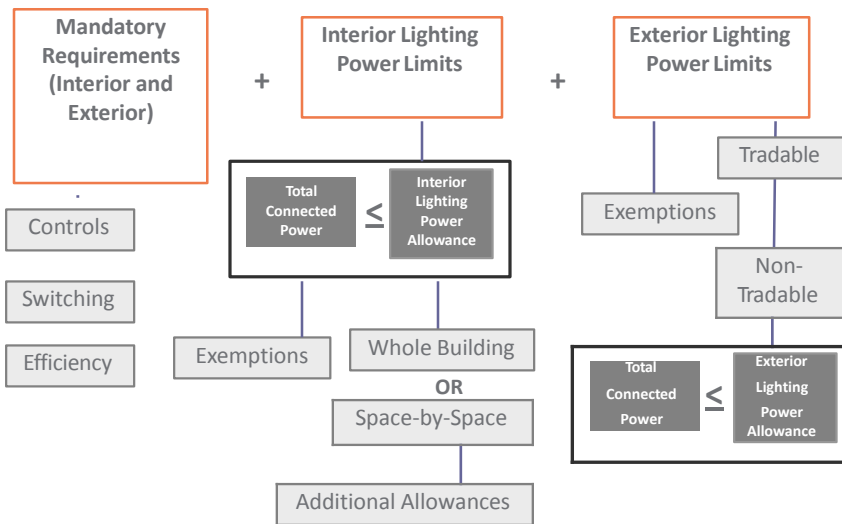 Mandatory
Requirements
(Interior and
Exterior)
+
Interior Lighting
Power Limits
+
Exterior Lighting
Power Limits
Controls
Switching
Efficiency
Total
Connected
Power
≤
Interior
Lighting
Power
Allowance
Exemptions
Whole Building
OR
Space-by-Space
Additional Allowances
Exemptions
Tradable
Non-
Tradable
Total
Connected
Power
≤
Exterior
Lighting
Power
Allowance